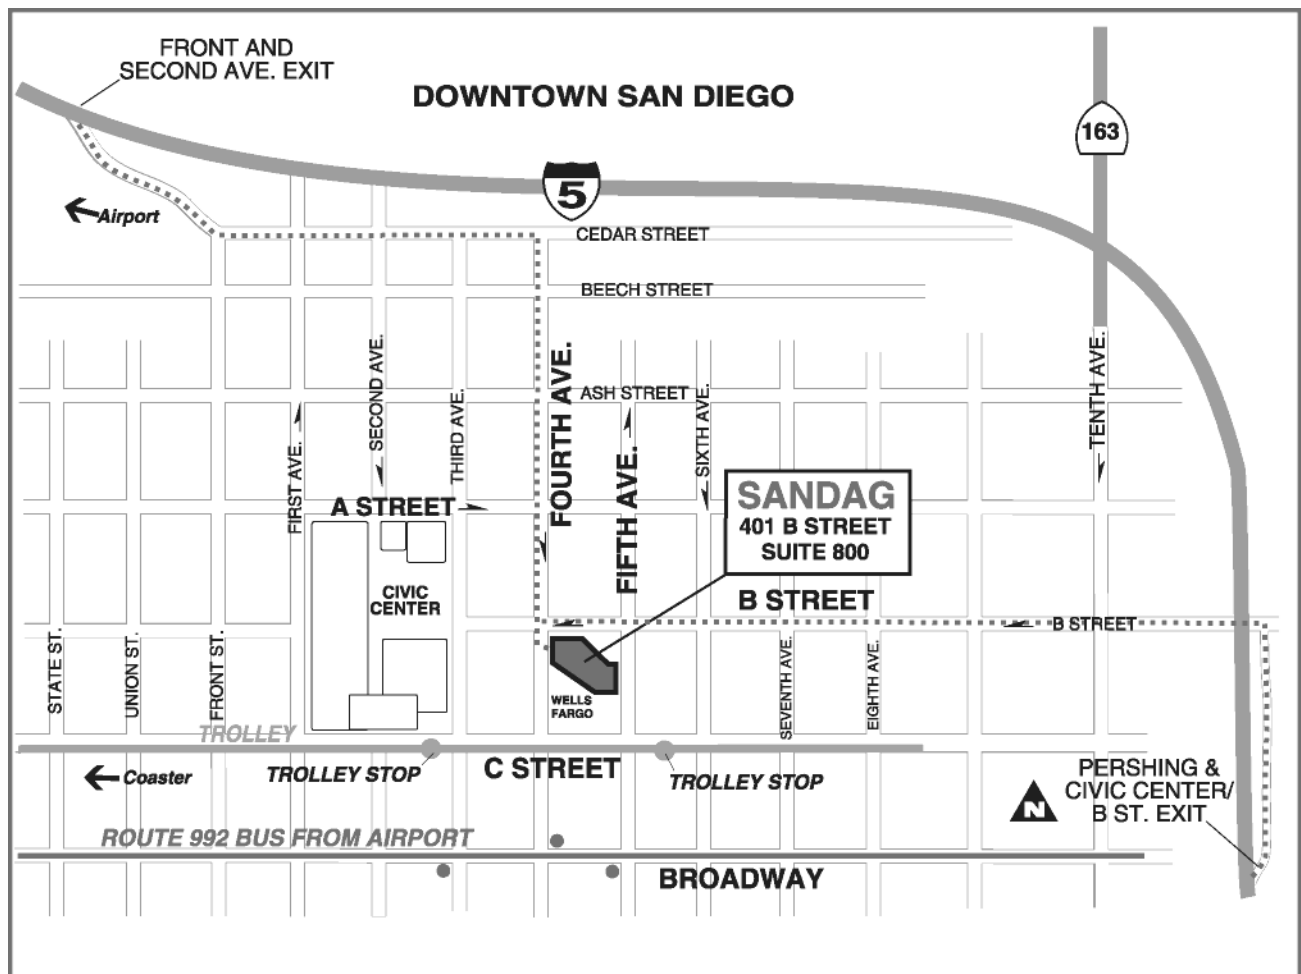 FRONT AND
SECOND AVE. EXIT
DOWNTOWN SAN DIEGO
163
5
Airport
CEDAR STREET
BEECH STREET
ASH STREET
FIRST AVE.
SECOND AVE.
THIRD AVE.
FOURTH AVE.
FIFTH AVE.
SIXTH AVE.
TENTH AVE.
A STREET
SANDAG
401 B STREET
SUITE 800
CIVIC
CENTER
B STREET
B STREET
STATE ST.
UNION ST.
FRONT ST.
SEVENTH AVE.
EIGHTH AVE.
WELLS
FARGO
TROLLEY
TROLLEY STOP
C STREET
TROLLEY STOP
Coaster
PERSHING &
CIVIC CENTER/
B ST. EXIT
N
ROUTE 992 BUS FROM AIRPORT
BROADWAY